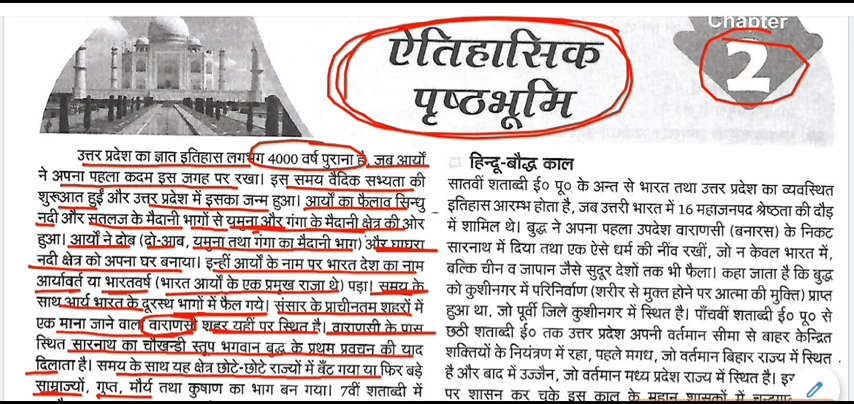 Chapter
2
ऐतिहासिक
पृष्ठभूमि
उत्तर प्रदेश का ज्ञात इतिहास लगभग 4000 वर्ष पुराना है, जब आर्यों
ने अपना पहला कदम इस जगह पर रखा। इस समय वैदिक सभ्यता की
शुरूआत हुई और उत्तर प्रदेश में इसका जन्म हुआ। आर्यों का फैलाव सिन्धु
नदी और सतलज के मैदानी भागों से यमुना और गंगा के मैदानी क्षेत्र की ओर
हुआ। आर्यों ने दोब (दो-आब, यमुना तथा गंगा का मैदानी भाग) और घाघरा
नदी क्षेत्र को अपना घर बनाया। इन्हीं आर्यों के नाम पर भारत देश का नाम
आर्यावर्त या भारतवर्ष (भारत आर्यों के एक प्रमुख राजा थे) पड़ा। समय के
साथ आर्य भारत के दूरस्थ भागों में फैल गये। संसार के प्राचीनतम शहरों में
एक माना जाने वाला वाराणसी शहर यहीं पर स्थित है। वाराणसी के पास
स्थित सारनाथ का चौखन्डी स्तूप भगवान बुद्ध के प्रथम प्रवचन की याद
दिलाता है। समय के साथ यह क्षेत्र छोटे-छोटे राज्यों में बँट गया या फिर बड़े
साम्राज्यों, गुप्त, मौर्य तथा कुषाण का भाग बन गया। 7वीं शताब्दी में
हिन्दू-बौद्ध काल
सातवीं शताब्दी ई० पू० के अन्त से भारत तथा उत्तर प्रदेश का व्यवस्थित
इतिहास आरम्भ होता है, जब उत्तरी भारत में 16 महाजनपद श्रेष्ठता की दौड़
में शामिल थे। बुद्ध ने अपना पहला उपदेश वाराणसी (बनारस) के निकट
सारनाथ में दिया तथा एक ऐसे धर्म की नींव रखी, जो न केवल भारत में,
बल्कि चीन व जापान जैसे सुदूर देशों तक भी फैला। कहा जाता है कि बुद्ध
को कुशीनगर में परिनिर्वाण (शरीर से मुक्त होने पर आत्मा की मुक्ति) प्राप्त
हुआ था, जो पूर्वी जिले कुशीनगर में स्थित है। पाँचवीं शताब्दी ई० पू० से
छठी शताब्दी ई० तक उत्तर प्रदेश अपनी वर्तमान सीमा से बाहर केन्द्रित
शक्तियों के नियंत्रण में रहा, पहले मगध, जो वर्तमान बिहार राज्य में स्थित
है और बाद में उज्जैन, जो वर्तमान मध्य प्रदेश राज्य में स्थित है।
पर शासन कर चुके इस काल के महान शासकों में